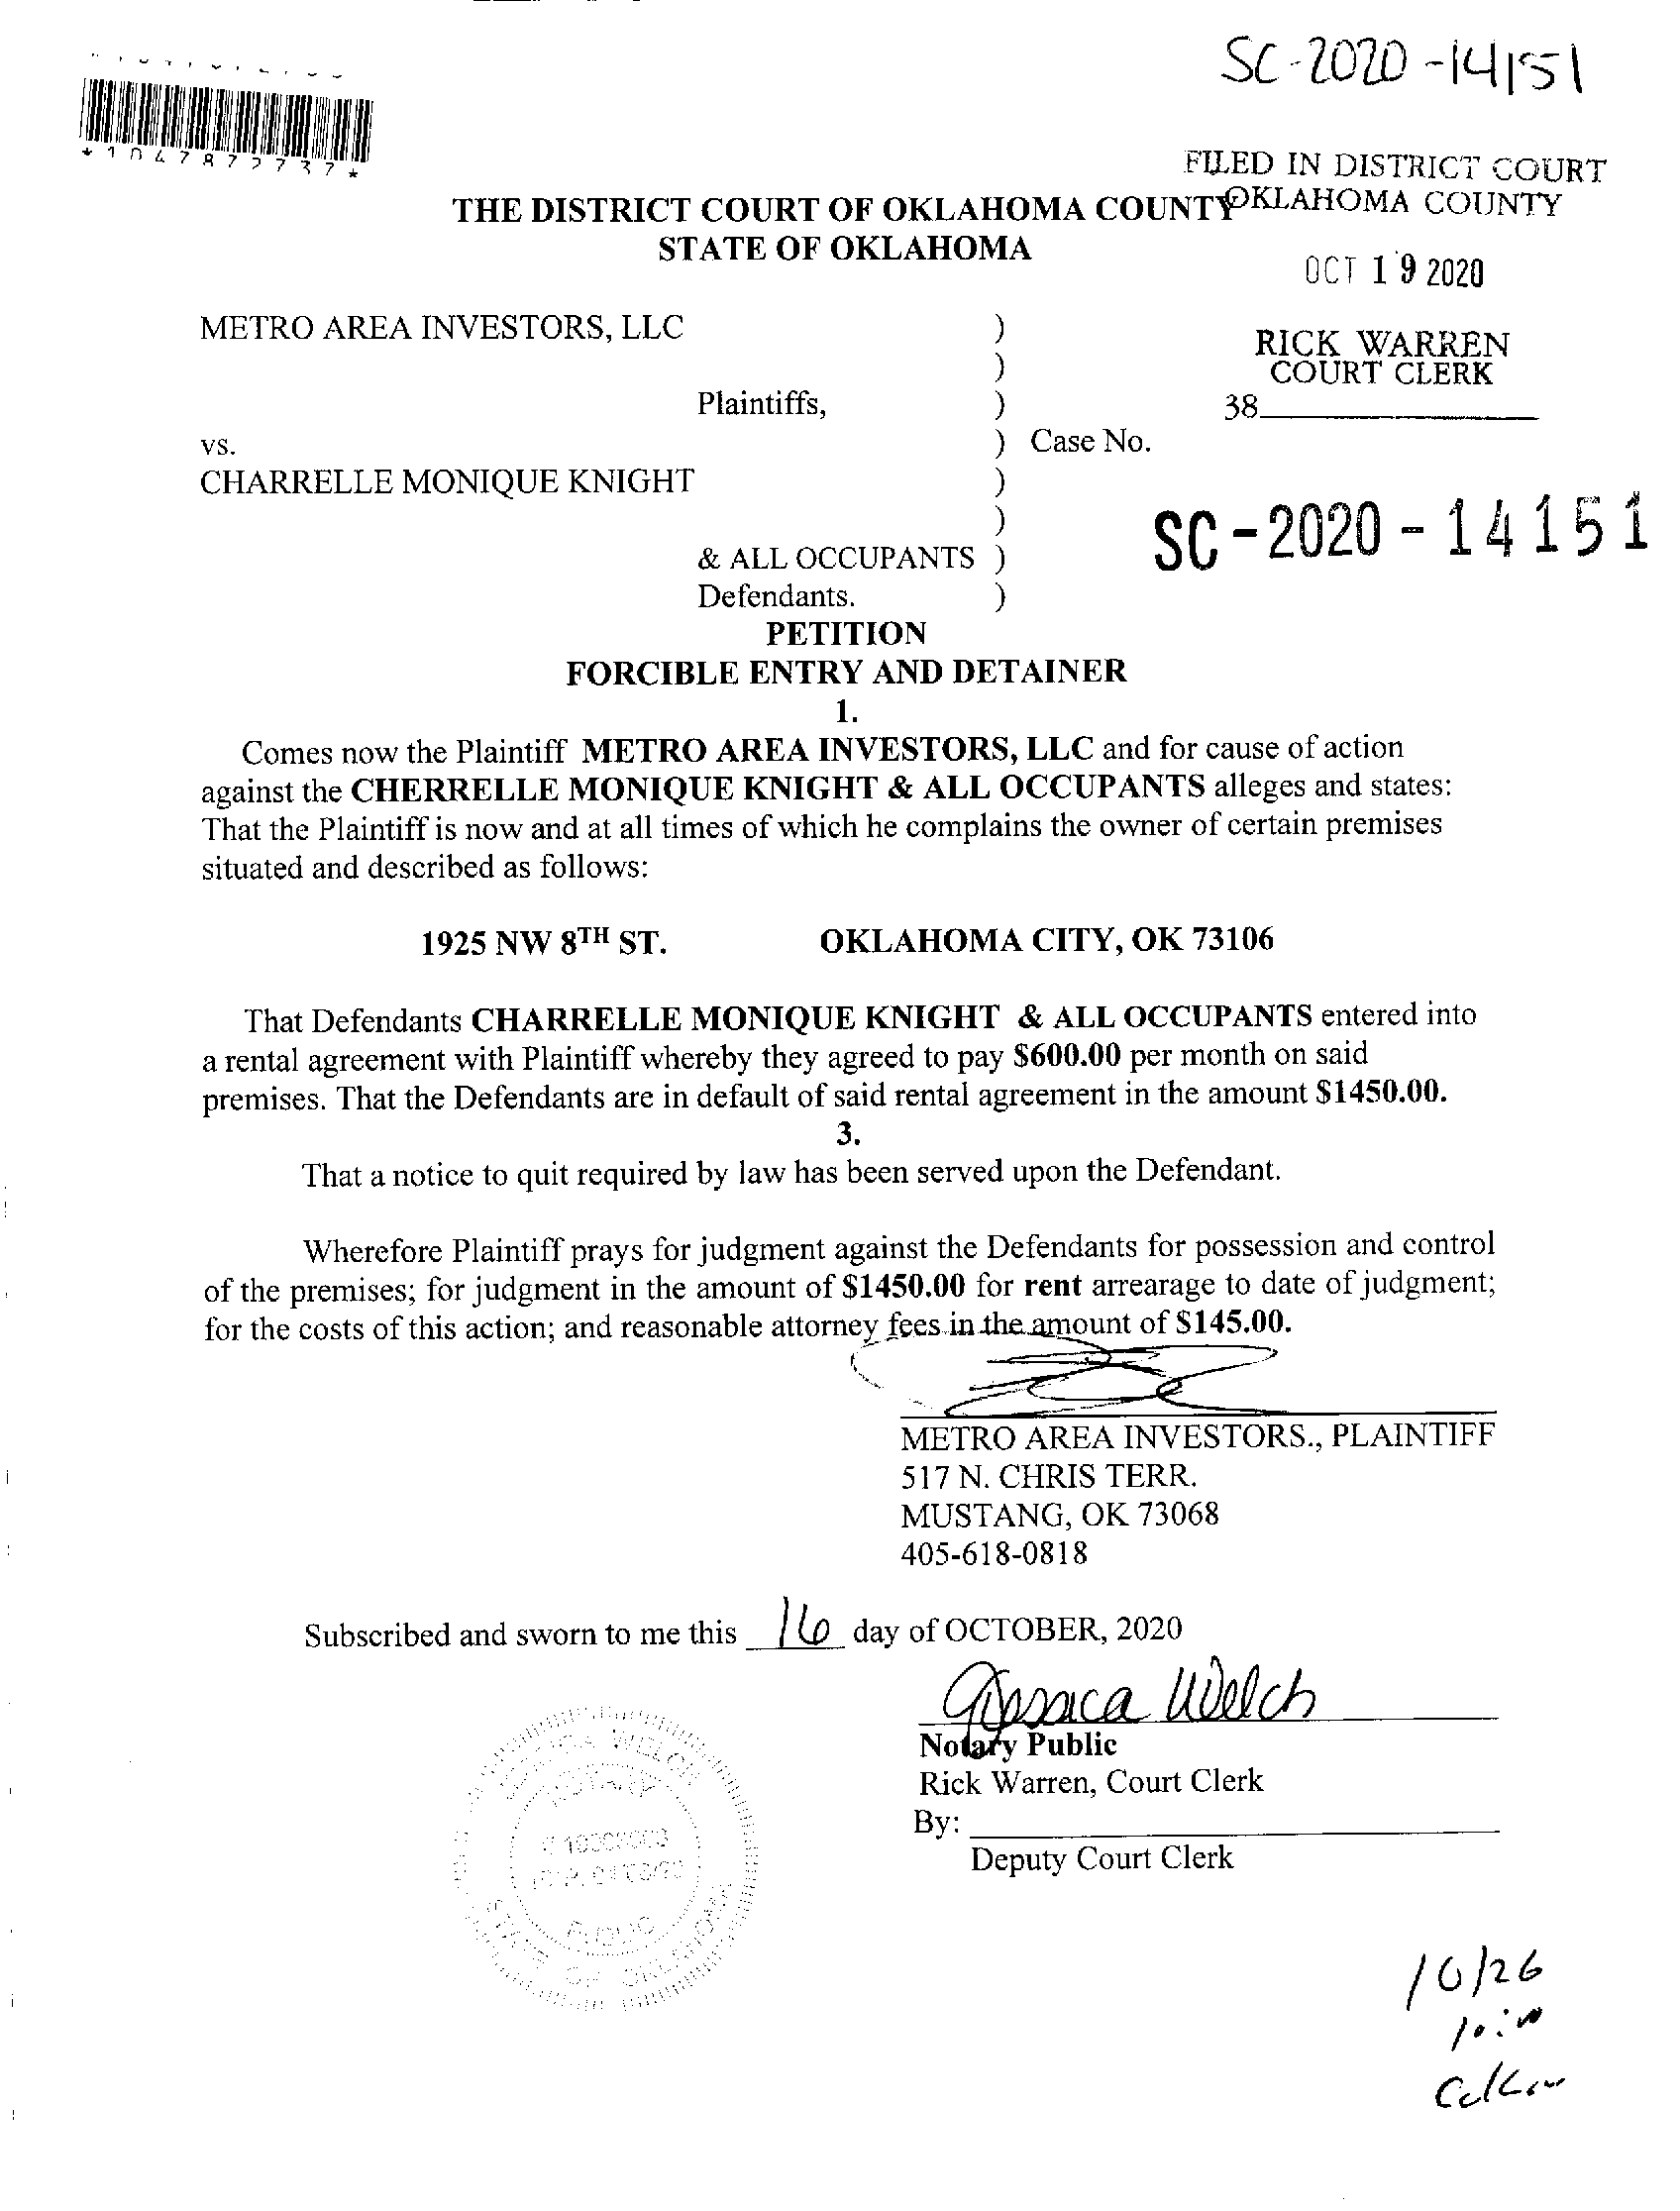 SC-2020-14151
*1047872737*
FILED IN DISTRICT COURT
OKLAHOMA COUNTY
THE DISTRICT COURT OF OKLAHOMA COUNTY
STATE OF OKLAHOMA
OCT 19 2020
METRO AREA INVESTORS, LLC )
)
RICK WARREN
COURT CLERK
Plaintiffs, )
38
vs. ) Case No.
CHARRELLE MONIQUE KNIGHT )
)
SC-2020-14151
& ALL OCCUPANTS )
Defendants. )
PETITION
FORCIBLE ENTRY AND DETAINER
1.
Comes now the Plaintiff METRO AREA INVESTORS, LLC and for cause of action
against the CHERRELLE MONIQUE KNIGHT & ALL OCCUPANTS alleges and states:
That the Plaintiff is now and at all times of which he complains the owner of certain premises
situated and described as follows:
1925 NW 8TH ST. OKLAHOMA CITY, OK 73106
That Defendants CHARRELLE MONIQUE KNIGHT & ALL OCCUPANTS entered into
a rental agreement with Plaintiff whereby they agreed to pay $600.00 per month on said
premises. That the Defendants are in default of said rental agreement in the amount $1450.00.
3.
That a notice to quit required by law has been served upon the Defendant.
Wherefore Plaintiff prays for judgment against the Defendants for possession and control
of the premises; for judgment in the amount of $1450.00 for rent arrearage to date of judgment;
for the costs of this action; and reasonable attorney fees in the amount of $145.00.
METRO AREA INVESTORS., PLAINTIFF
517 N. CHRIS TERR.
MUSTANG, OK 73068
405-618-0818
Subscribed and sworn to me this 16 day of OCTOBER, 2020
Jessica Welch
Notary Public
Rick Warren, Court Clerk
By:
Deputy Court Clerk
WELCH
NOTARY
PUBLIC
STATE OF OKLAHOMA
10/26